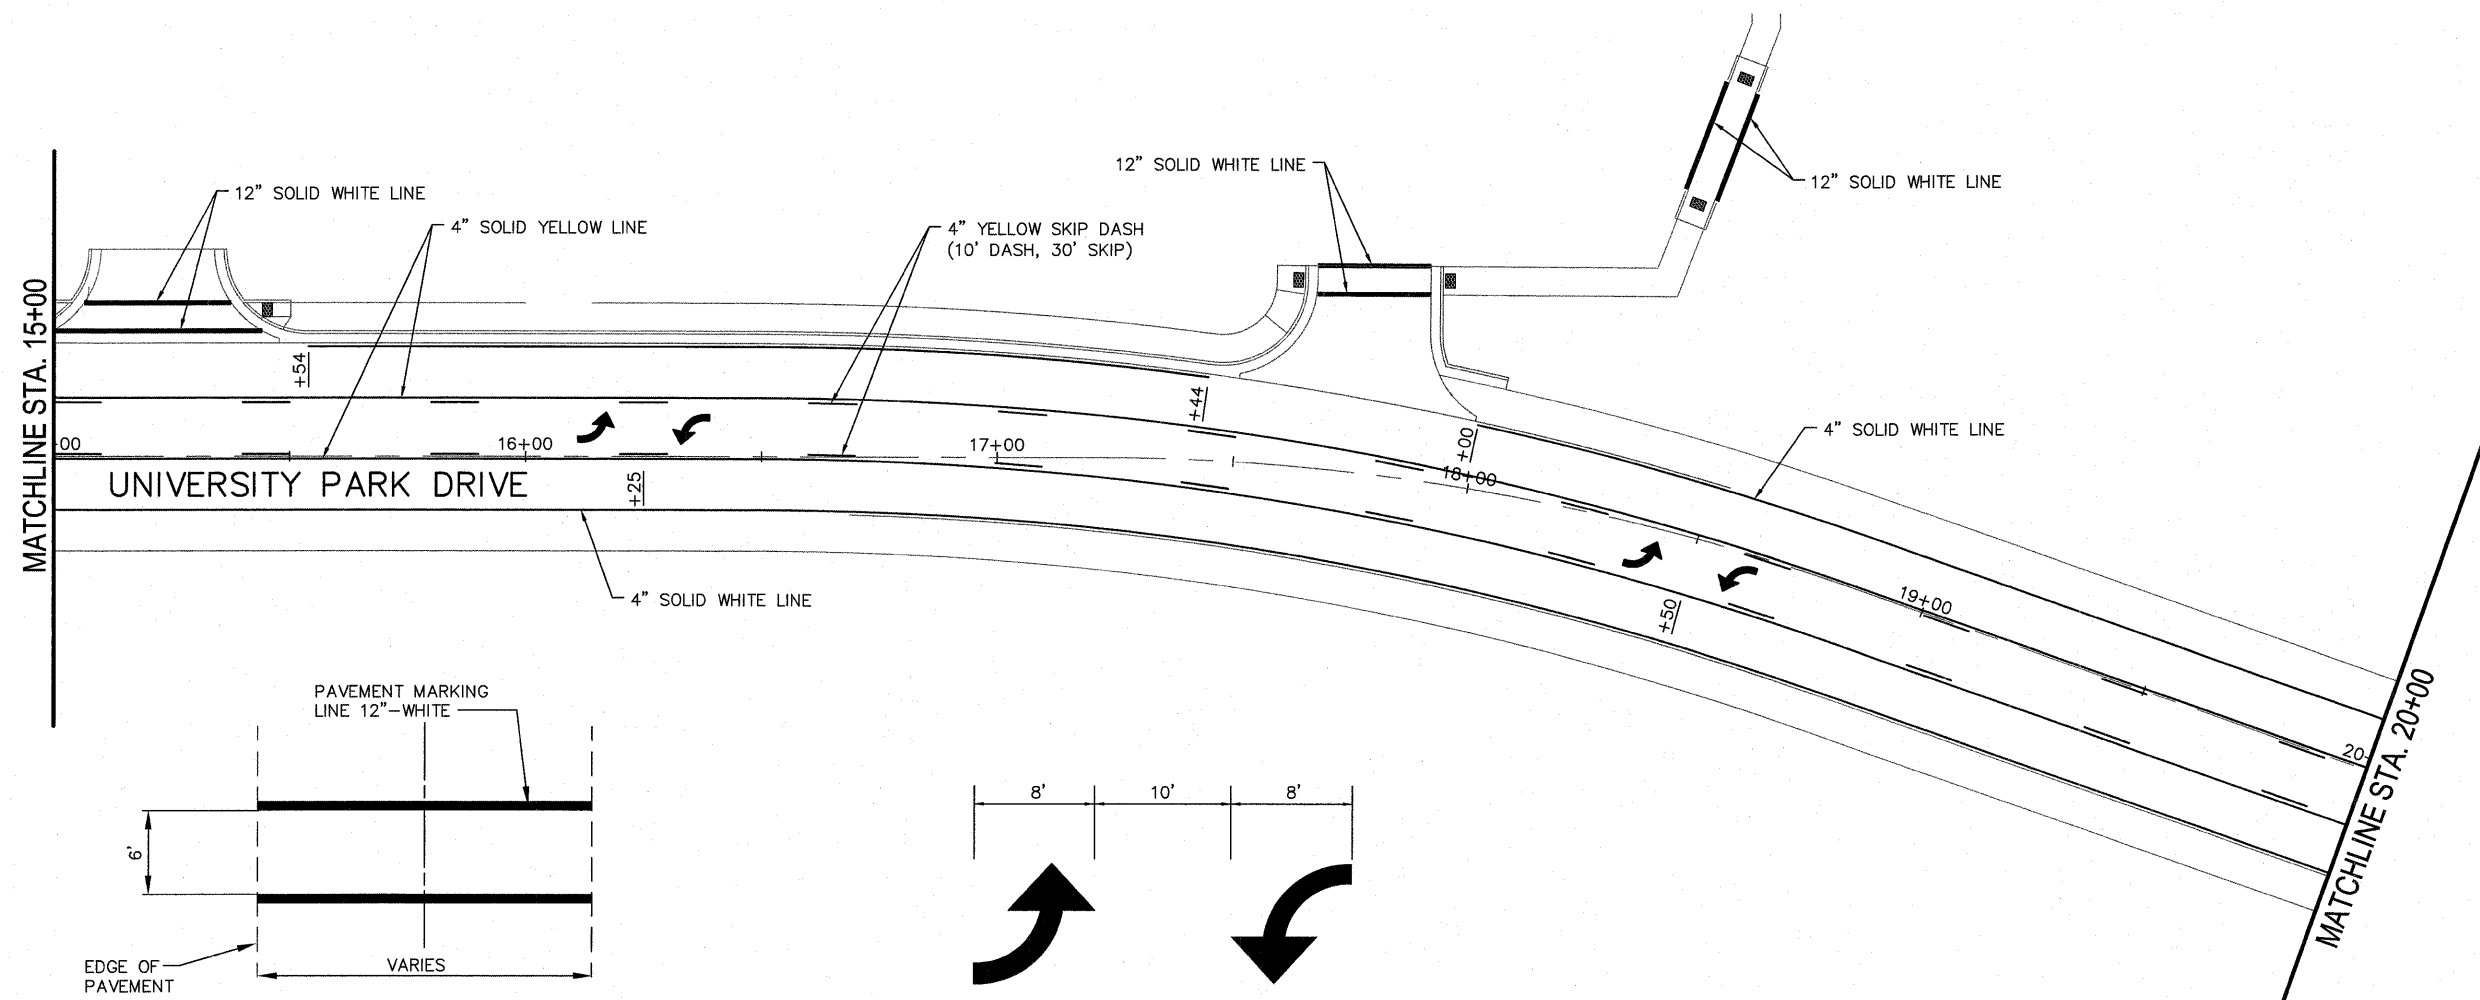 12" SOLID WHITE LINE
12" SOLID WHITE LINE
12" SOLID WHITE LINE
4" SOLID YELLOW LINE
4" YELLOW SKIP DASH
(10' DASH, 30' SKIP)
MATCHLINE STA. 15+00
+54
+44
+00
4" SOLID WHITE LINE
00
16+00
17+00
18+00
UNIVERSITY PARK DRIVE
+25
4" SOLID WHITE LINE
+50
19+00
20
MATCHLINE STA. 20+00
PAVEMENT MARKING
LINE 12"-WHITE
6'
EDGE OF
PAVEMENT
VARIES
8'
10'
8'